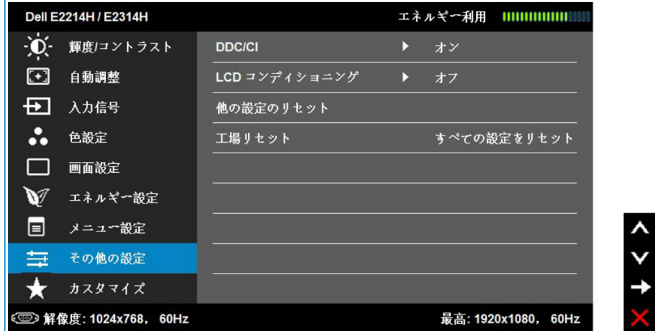 Dell E2214H / E2314H エネルギー利用
輝度/コントラスト DDC/CI オン
自動調整 LCD コンディショニング オフ
入力信号 他の設定のリセット
色設定 工場リセット すべての設定をリセット
画面設定
エネルギー設定
メニュー設定
その他の設定
カスタマイズ
解像度: 1024x768, 60Hz 最高: 1920x1080, 60Hz